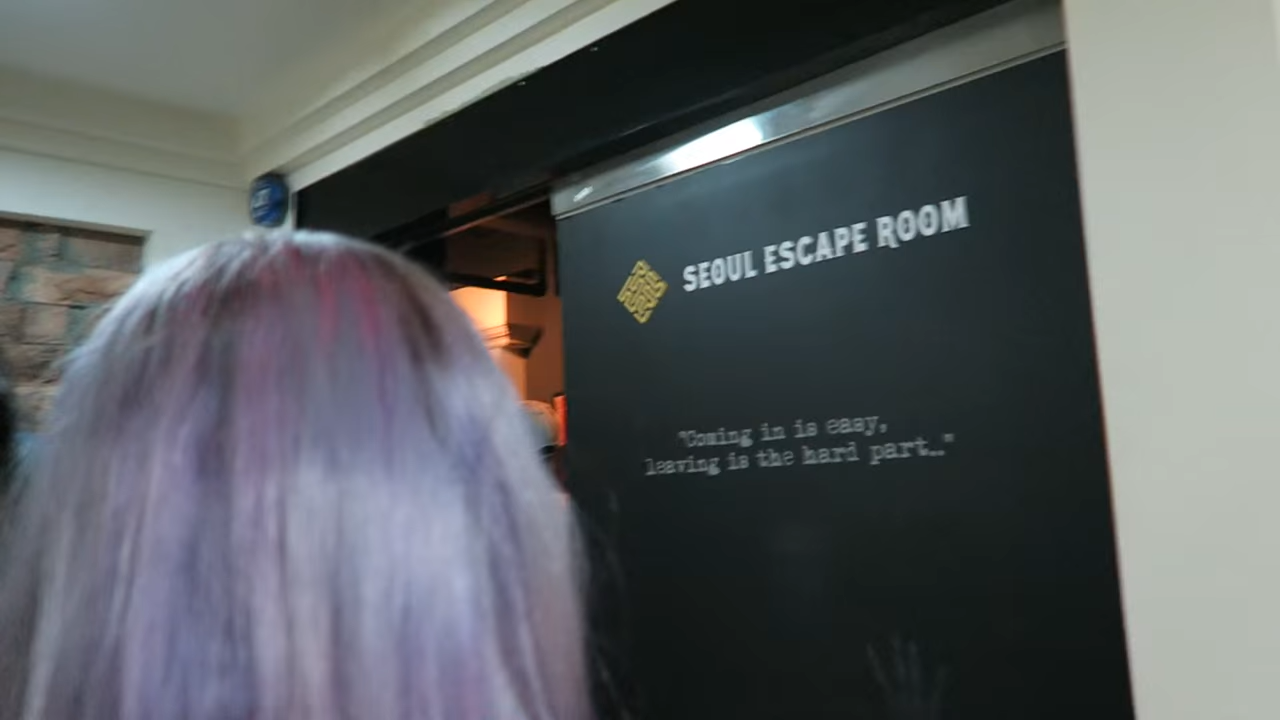 SEOUL ESCAPE ROOM
"Coming in is easy,
leaving is the hard part.."